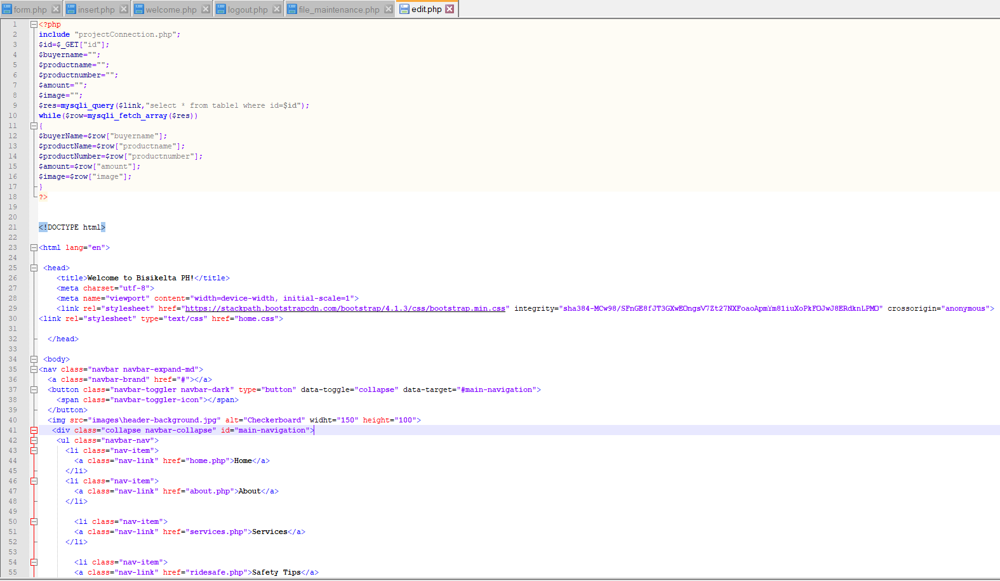 form.php insert.php welcome.php logout.php file_maintenance.php edit.php
1 <?php
2 include "projectConnection.php";
3 $id=$_GET["id"];
4 $buyername="";
5 $productname="";
6 $productnumber="";
7 $amount="";
8 $image="";
9 $res=mysqli_query($link,"select * from table1 where id=$id");
10 while($row=mysqli_fetch_array($res))
11 {
12 $buyerName=$row["buyername"];
13 $productName=$row["productname"];
14 $productNumber=$row["productnumber"];
15 $amount=$row["amount"];
16 $image=$row["image"];
17 }
18 ?>
19
20
21 <!DOCTYPE html>
22
23 <html lang="en">
24
25 <head>
26 <title>Welcome to Bisikelta PH!</title>
27 <meta charset="utf-8">
28 <meta name="viewport" content="width=device-width, initial-scale=1">
29 <link rel="stylesheet" href="https://stackpath.bootstrapcdn.com/bootstrap/4.1.3/css/bootstrap.min.css" integrity="sha384-MCw98/SFnGE8fJT3GXwEOngsV7Zt27NXFoaoApmYm81iuXoPkFOJwJ8ERdknLPMO" crossorigin="anonymous">
30 <link rel="stylesheet" type="text/css" href="home.css">
31
32 </head>
33
34 <body>
35 <nav class="navbar navbar-expand-md">
36 <a class="navbar-brand" href="#"></a>
37 <button class="navbar-toggler navbar-dark" type="button" data-toggle="collapse" data-target="#main-navigation">
38 <span class="navbar-toggler-icon"></span>
39 </button>
40 <img src="images\header-background.jpg" alt="Checkerboard" widht="150" height="100">
41 <div class="collapse navbar-collapse" id="main-navigation">
42 <ul class="navbar-nav">
43 <li class="nav-item">
44 <a class="nav-link" href="home.php">Home</a>
45 </li>
46 <li class="nav-item">
47 <a class="nav-link" href="about.php">About</a>
48 </li>
49
50 <li class="nav-item">
51 <a class="nav-link" href="services.php">Services</a>
52 </li>
53
54 <li class="nav-item">
55 <a class="nav-link" href="ridesafe.php">Safety Tips</a>